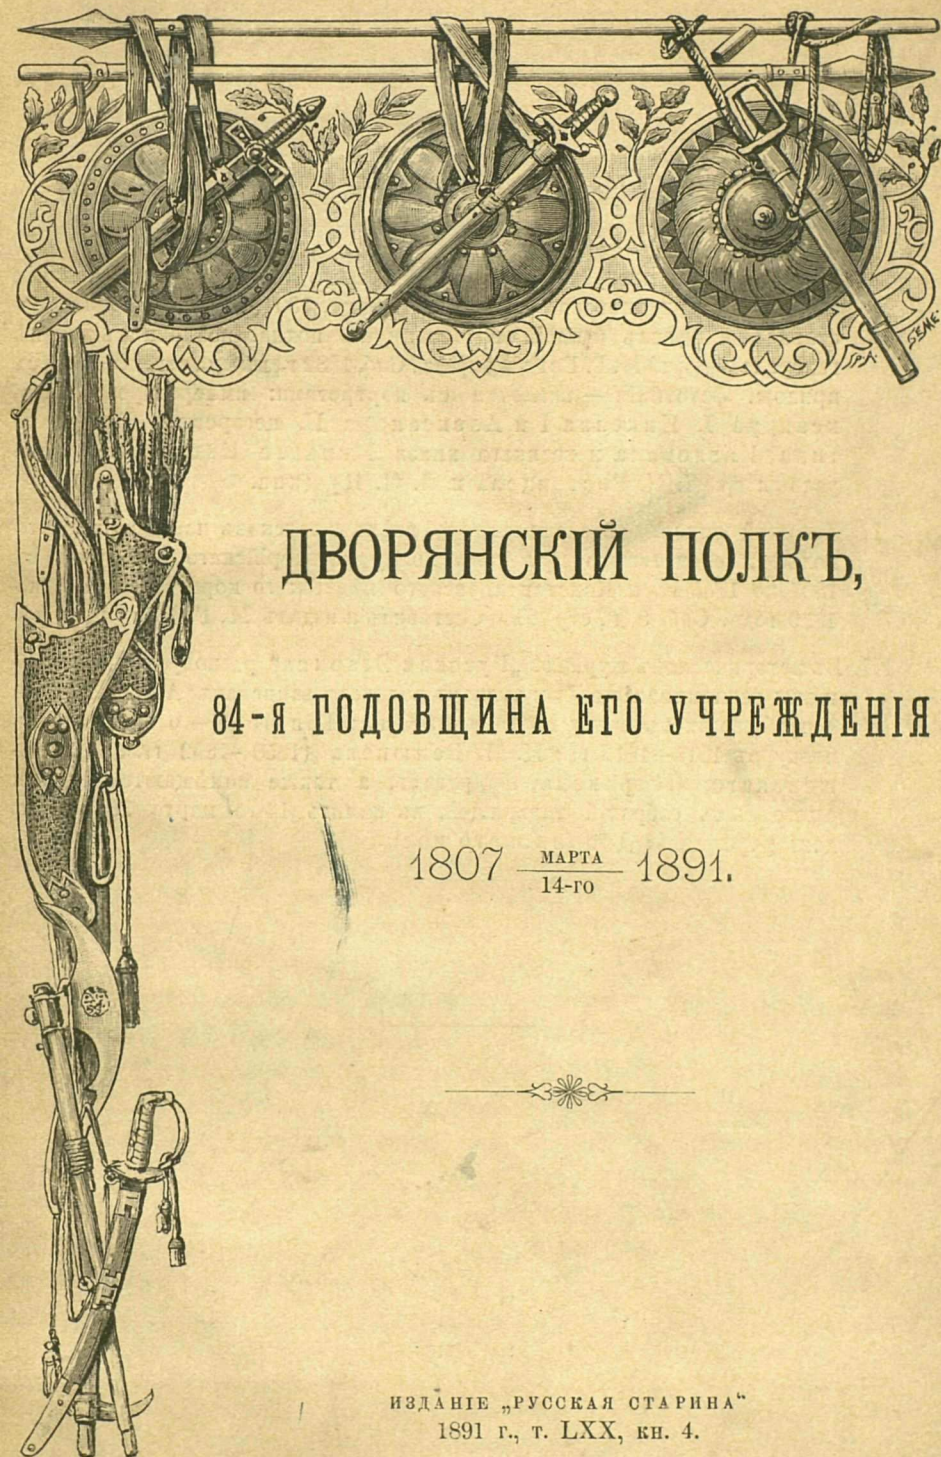 ДВОРЯНСКІЙ ПОЛКЪ,
84-я ГОДОВЩИНА ЕГО УЧРЕЖДЕНІЯ
1807 МАРТА 1891.
14-го
ИЗДАНІЕ „РУССКАЯ СТАРИНА“
1891 г., т. LXX, кн. 4.